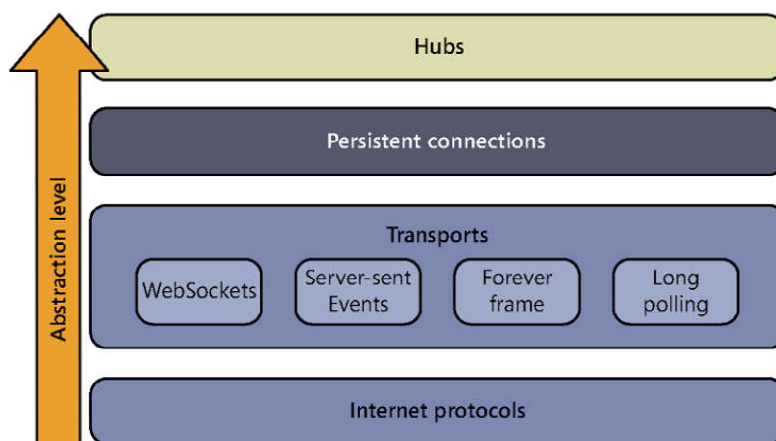 Hubs
Persistent connections
Transports
WebSockets
Server-sent
Events
Forever
frame
Long
polling
Internet protocols
Abstraction level